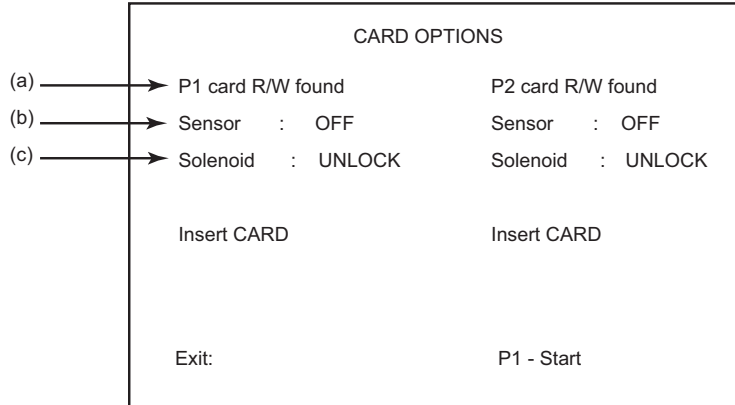 CARD OPTIONS
(a) P1 card R/W found P2 card R/W found
(b) Sensor : OFF Sensor : OFF
(c) Solenoid : UNLOCK Solenoid : UNLOCK
Insert CARD Insert CARD
Exit: P1 - Start